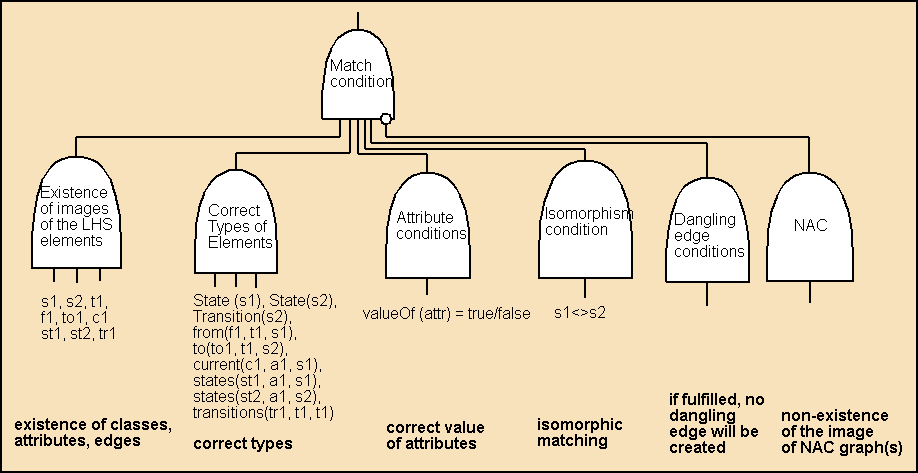 Match
condition
Existence
of images
of the LHS
elements
Correct
Types of
Elements
Attribute
conditions
Isomorphism
condition
Dangling
edge
conditions
NAC
s1, s2, t1,
f1, to1, c1
st1, st2, tr1
State (s1), State(s2),
Transition(s2),
from(f1, t1, s1),
to(to1, t1, s2),
current(c1, a1, s1),
states(st1, a1, s1),
states(st2, a1, s2),
transitions(tr1, t1, t1)
valueOf (attr) = true/false
s1<>s2
existence of classes,
attributes, edges
correct types
correct value
of attributes
isomorphic
matching
if fulfilled, no
dangling
edge will be
created
non-existence
of the image
of NAC graph(s)